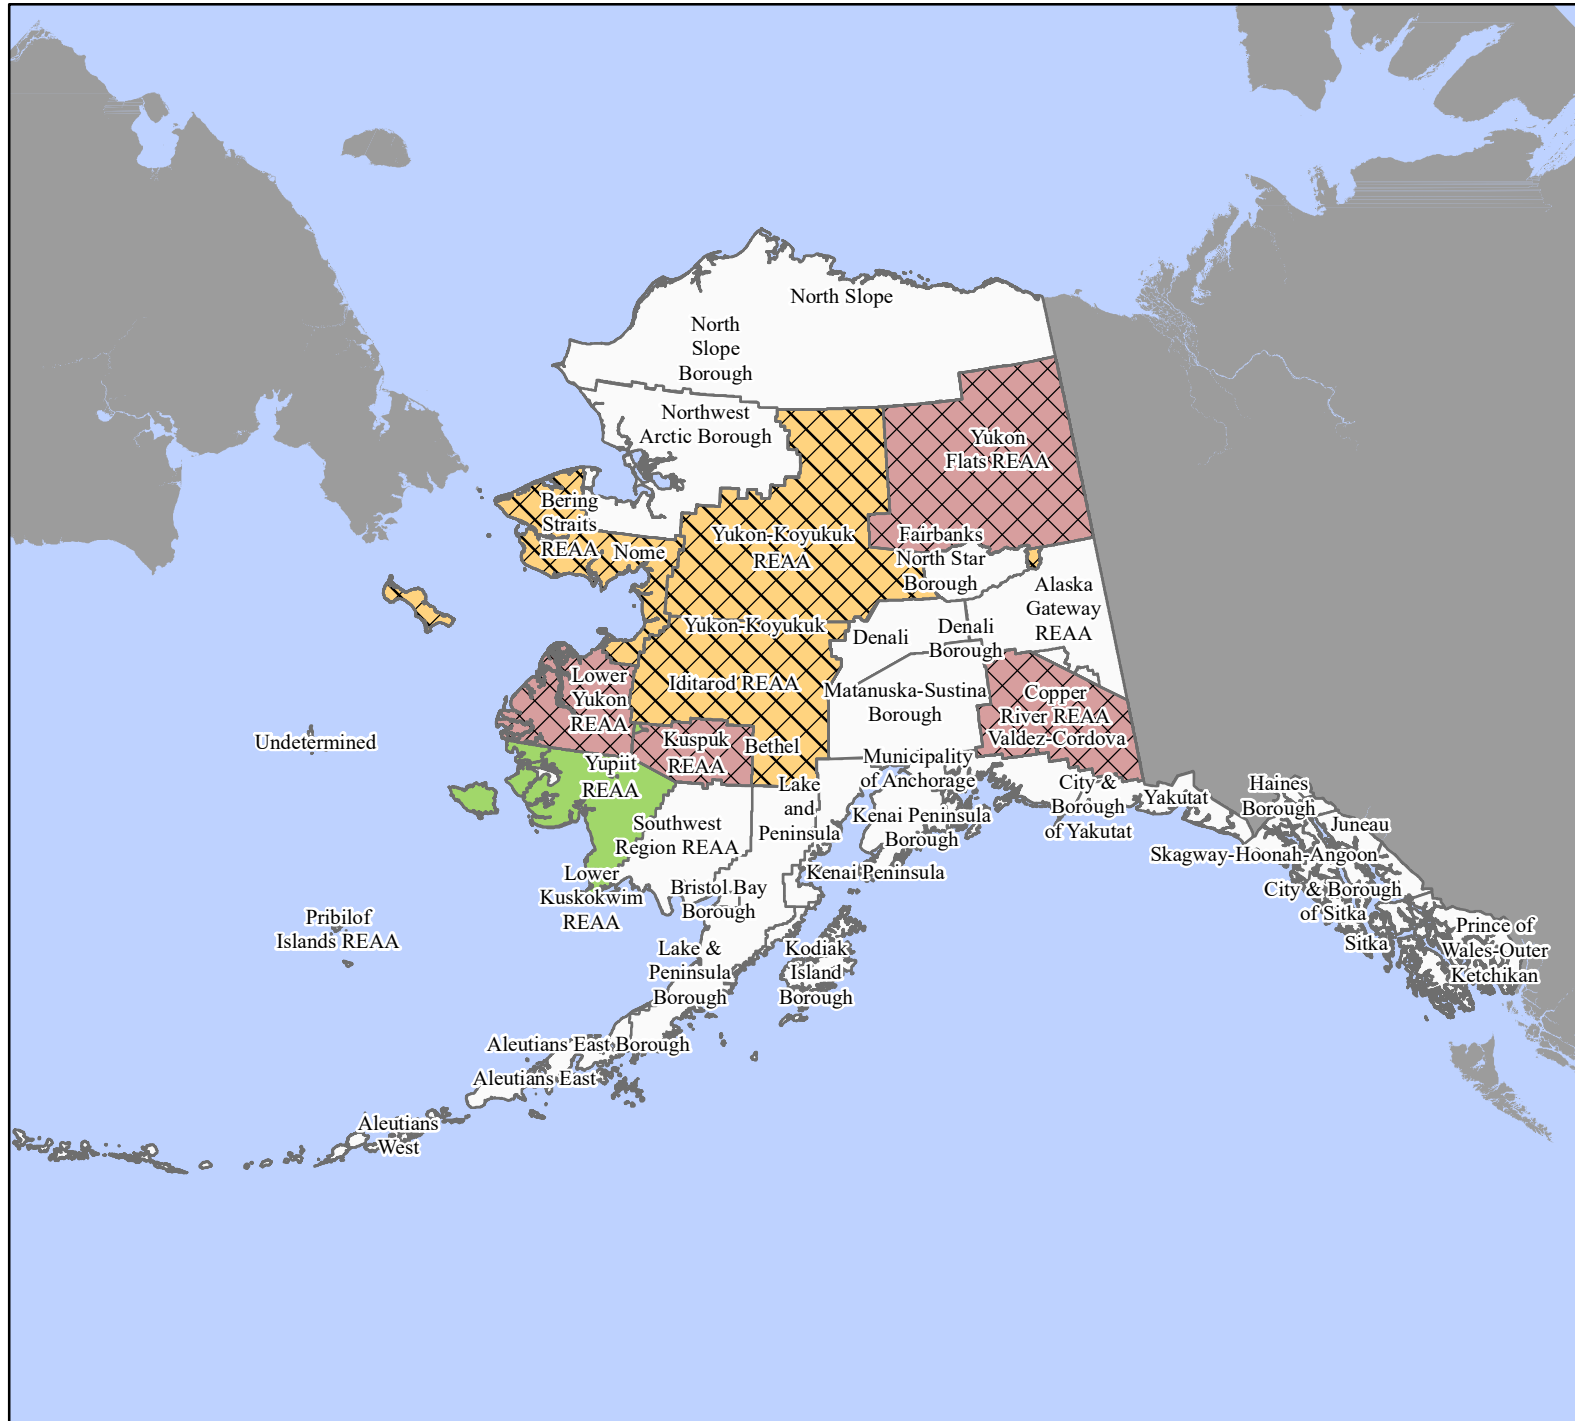 North Slope
North
Slope
Borough
Northwest
Arctic Borough
Yukon
Flats REAA
Bering
Straits
REAA
Nome
Yukon-Koyukuk
REAA
Fairbanks
North Star
Borough
Alaska
Gateway
REAA
Yukon-Koyukuk
Denali
Denali
Borough
Lower
Yukon
REAA
Iditarod REAA
Matanuska-Sustina
Borough
Copper
River REAA
Valdez-Cordova
Undetermined
Kuspuk
REAA
Bethel
Yupiit
REAA
Municipality
of Anchorage
Lake
and
Peninsula
City &
Borough
of Yakutat
Yakutat
Haines
Borough
Juneau
Southwest
Region REAA
Kenai Peninsula
Borough
Skagway-Hoonah-Angoon
Kenai Peninsula
Lower
Kuskokwim
REAA
Bristol Bay
Borough
City & Borough
of Sitka
Sitka
Pribilof
Islands REAA
Lake &
Peninsula
Borough
Kodiak
Island
Borough
Prince of
Wales-Outer
Ketchikan
Aleutians East Borough
Aleutians East
Aleutians
West